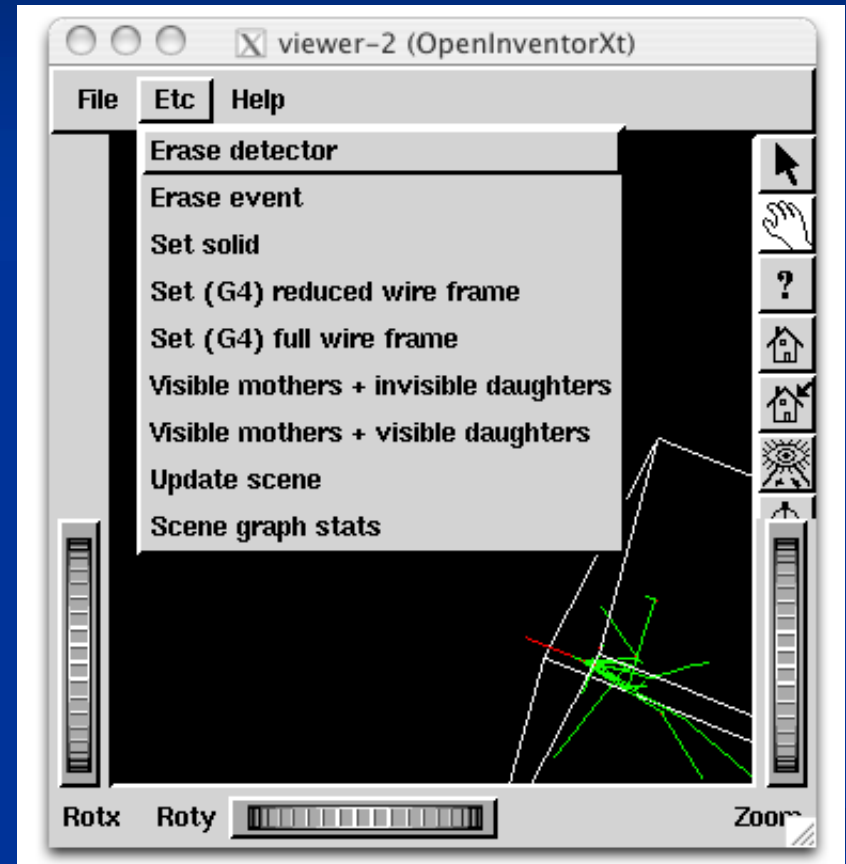 viewer-2 (OpenInventorXt)
File Etc Help
Erase detector
Erase event
Set solid
Set (G4) reduced wire frame
Set (G4) full wire frame
Visible mothers + invisible daughters
Visible mothers + visible daughters
Update scene
Scene graph stats
?
Rotx Roty Zoom